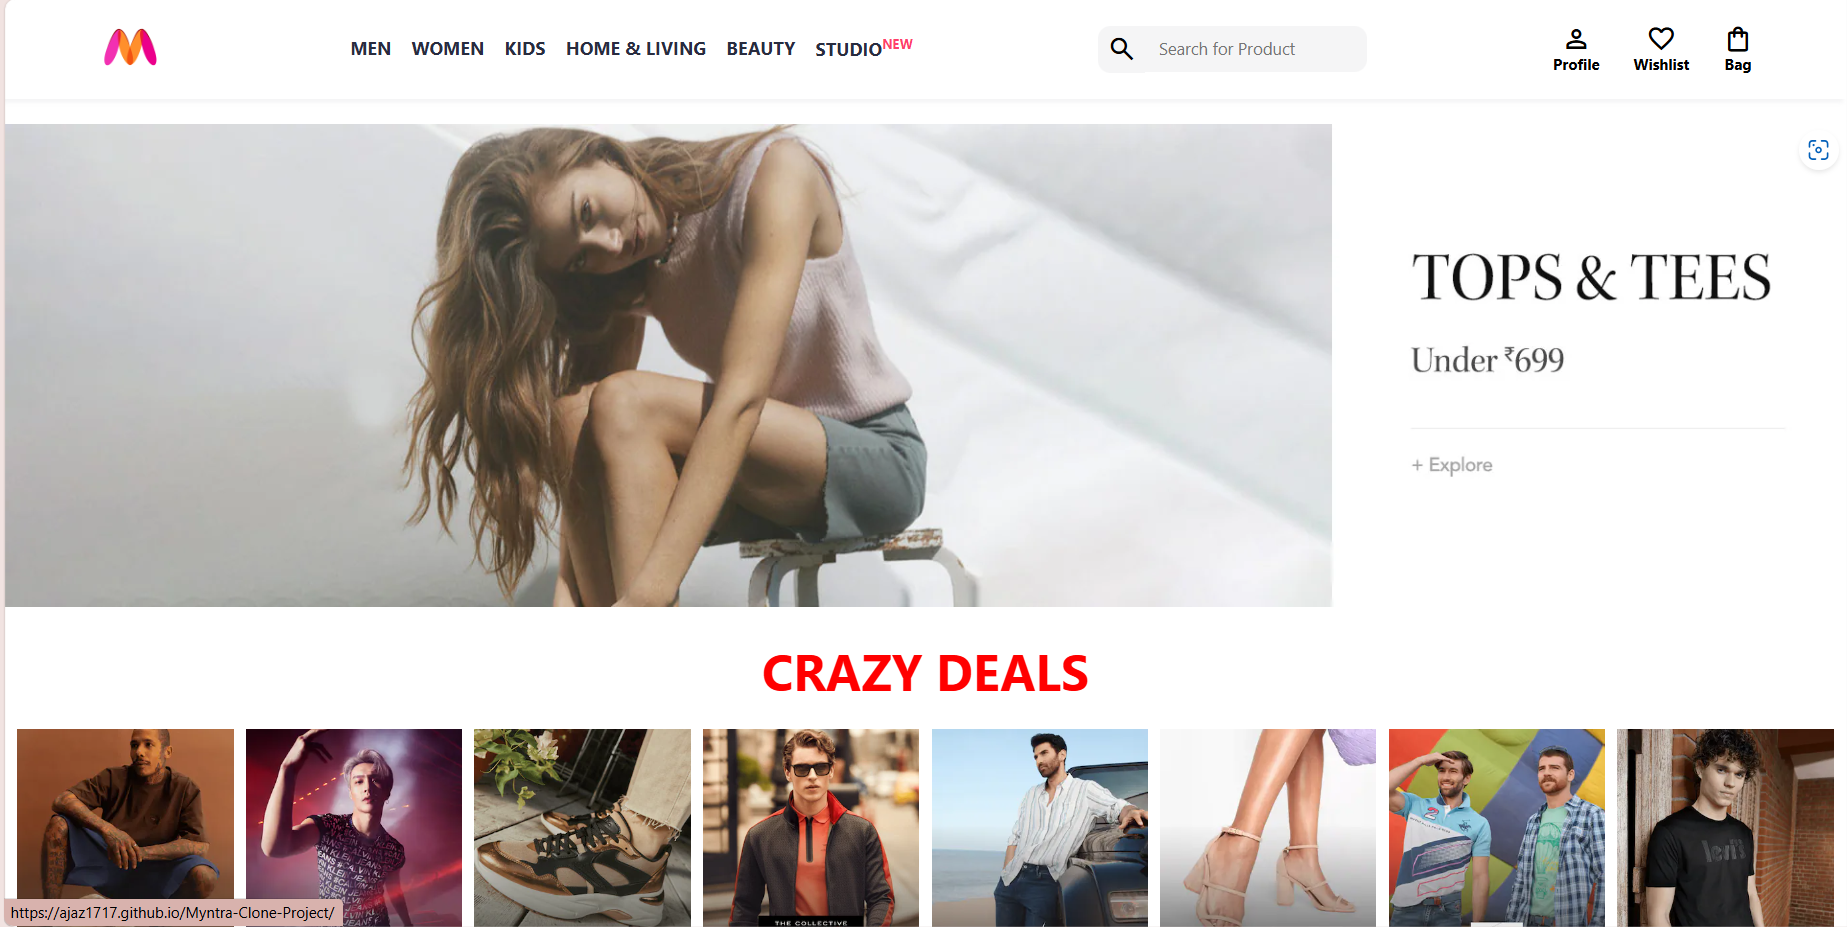 MEN WOMEN KIDS HOME & LIVING BEAUTY STUDIO NEW
Search for Product
Profile Wishlist Bag
TOPS & TEES
Under ₹699
+ Explore
CRAZY DEALS
THE COLLECTIVE
Levi's
https://ajaz1717.github.io/Myntra-Clone-Project/